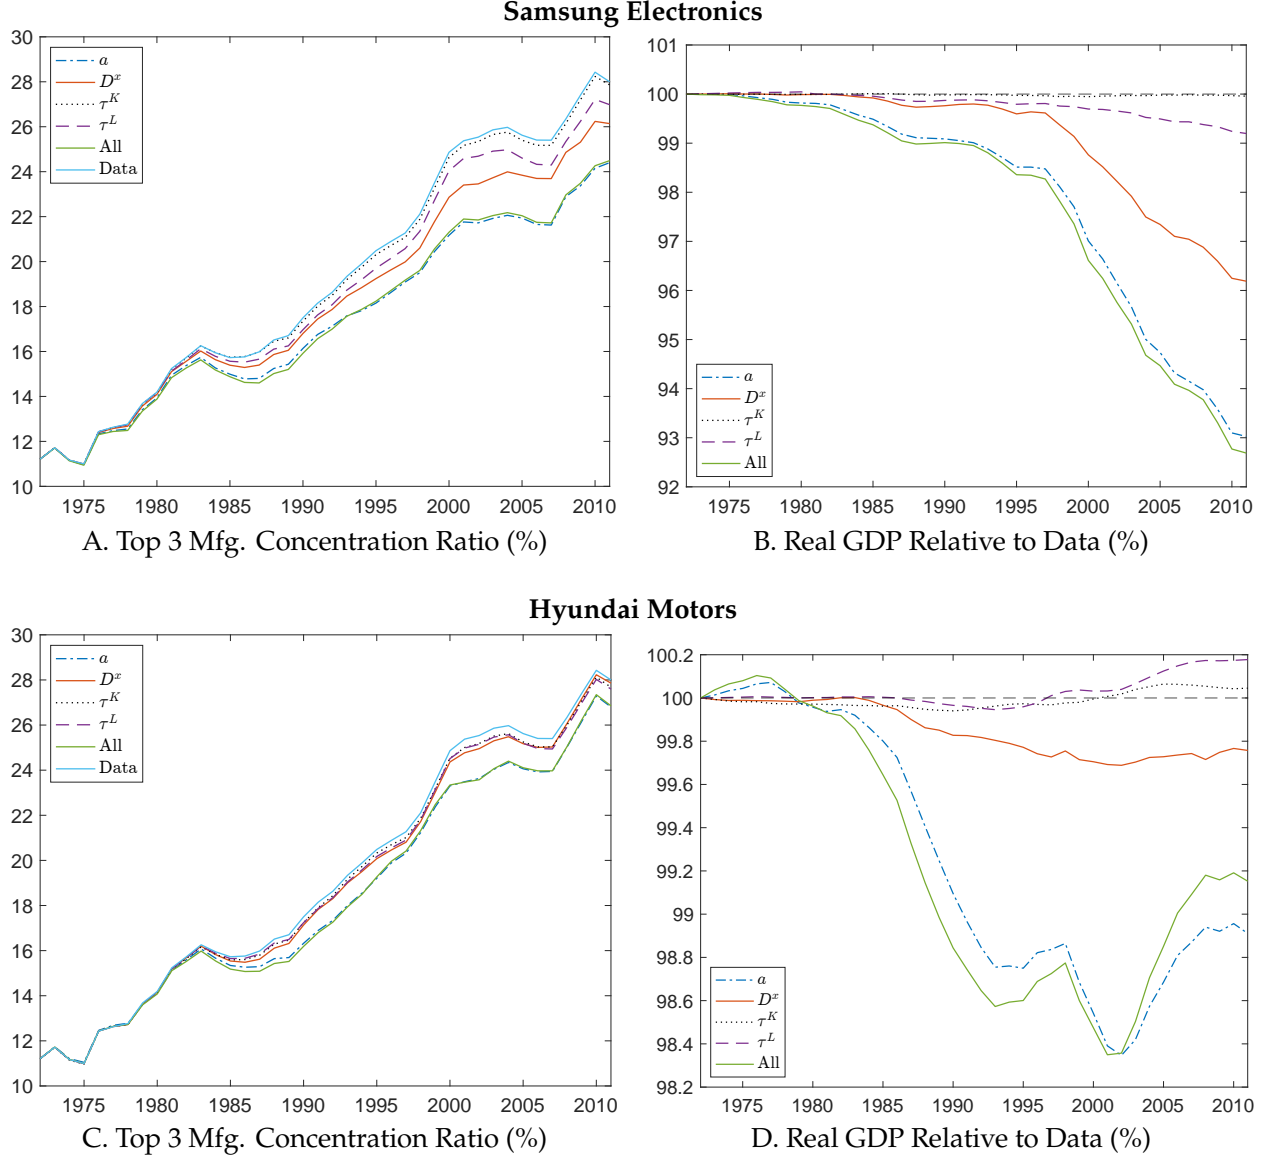 Samsung Electronics
30
28
26
24
22
20
18
16
14
12
10
a
D^x
τ^K
τ^L
All
Data
1975 1980 1985 1990 1995 2000 2005 2010
A. Top 3 Mfg. Concentration Ratio (%)
101
100
99
98
97
96
95
94
93
92
a
D^x
τ^K
τ^L
All
1975 1980 1985 1990 1995 2000 2005 2010
B. Real GDP Relative to Data (%)
Hyundai Motors
30
28
26
24
22
20
18
16
14
12
10
a
D^x
τ^K
τ^L
All
Data
1975 1980 1985 1990 1995 2000 2005 2010
C. Top 3 Mfg. Concentration Ratio (%)
100.2
100
99.8
99.6
99.4
99.2
99
98.8
98.6
98.4
98.2
a
D^x
τ^K
τ^L
All
1975 1980 1985 1990 1995 2000 2005 2010
D. Real GDP Relative to Data (%)